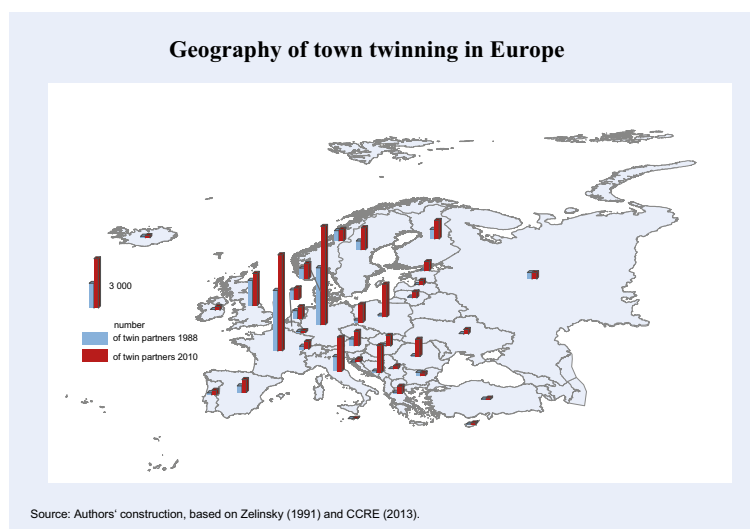 Geography of town twinning in Europe
3 000
number
of twin partners 1988
of twin partners 2010
Source: Authors‘ construction, based on Zelinsky (1991) and CCRE (2013).